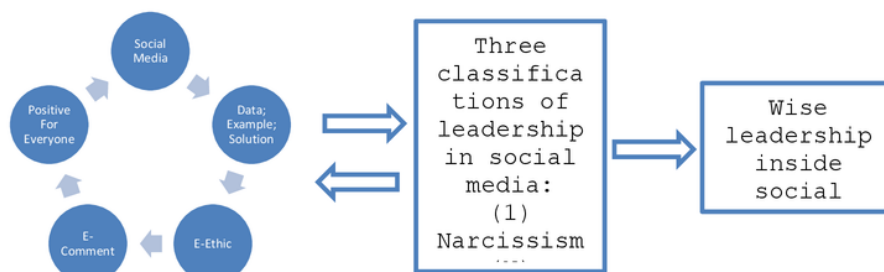 Social
Media
Data;
Example;
Solution
E-Ethic
E-
Comment
Positive
For
Everyone
Three
classifica
tions of
leadership
in social
media:
(1)
Narcissism
Wise
leadership
inside
social